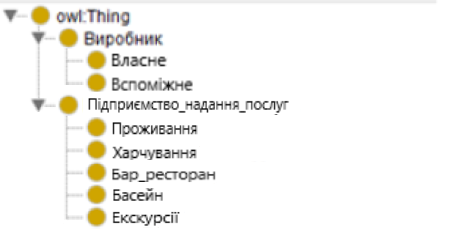 owl:Thing
Виробник
Власне
Вспоміжне
Підприємство_надання_послуг
Проживання
Харчування
Бар_ресторан
Басейн
Екскурсії